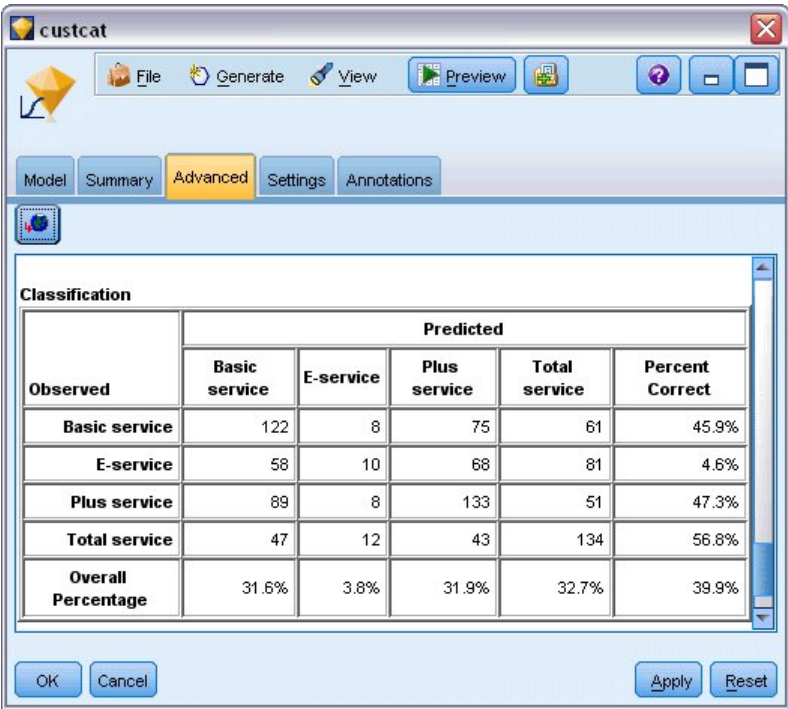 custcat
File Generate View Preview
Model Summary Advanced Settings Annotations
Classification
Observed Predicted
Basic service E-service Plus service Total service Percent Correct
Basic service 122 8 75 61 45.9%
E-service 58 10 68 81 4.6%
Plus service 89 8 133 51 47.3%
Total service 47 12 43 134 56.8%
Overall Percentage 31.6% 3.8% 31.9% 32.7% 39.9%
OK Cancel Apply Reset